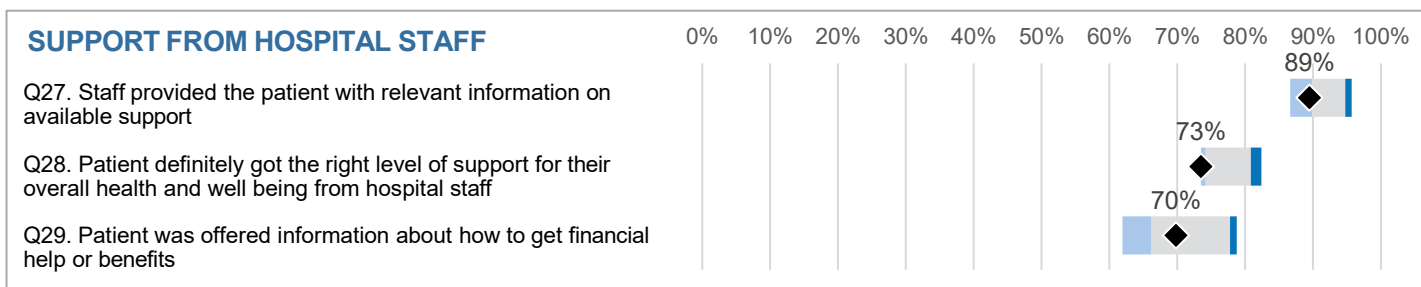 SUPPORT FROM HOSPITAL STAFF
0% 10% 20% 30% 40% 50% 60% 70% 80% 90% 100%
Q27. Staff provided the patient with relevant information on
available support
89%
Q28. Patient definitely got the right level of support for their
overall health and well being from hospital staff
73%
Q29. Patient was offered information about how to get financial
help or benefits
70%